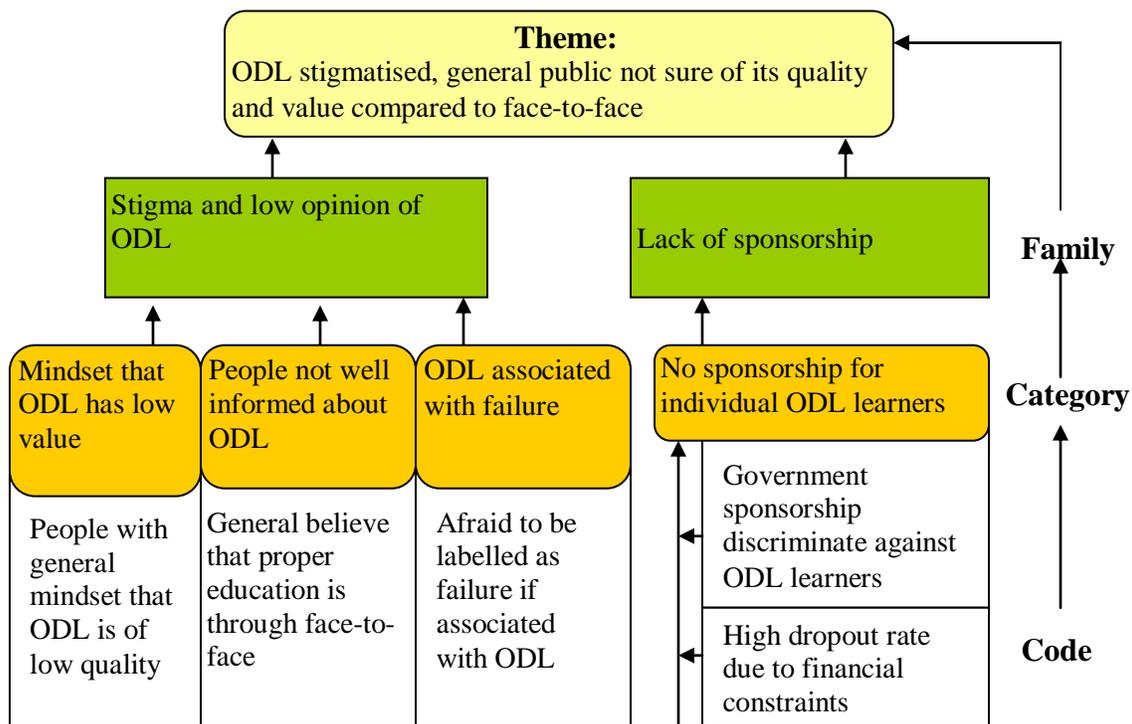 Theme:
ODL stigmatised, general public not sure of its quality
and value compared to face-to-face
Stigma and low opinion of
ODL
Lack of sponsorship
Family
Mindset that
ODL has low
value
People not well
informed about
ODL
ODL associated
with failure
No sponsorship for
individual ODL learners
Category
People with
general
mindset that
ODL is of
low quality
General believe
that proper
education is
through face-to-
face
Afraid to be
labelled as
failure if
associated
with ODL
Government
sponsorship
discriminate against
ODL learners
High dropout rate
due to financial
constraints
Code